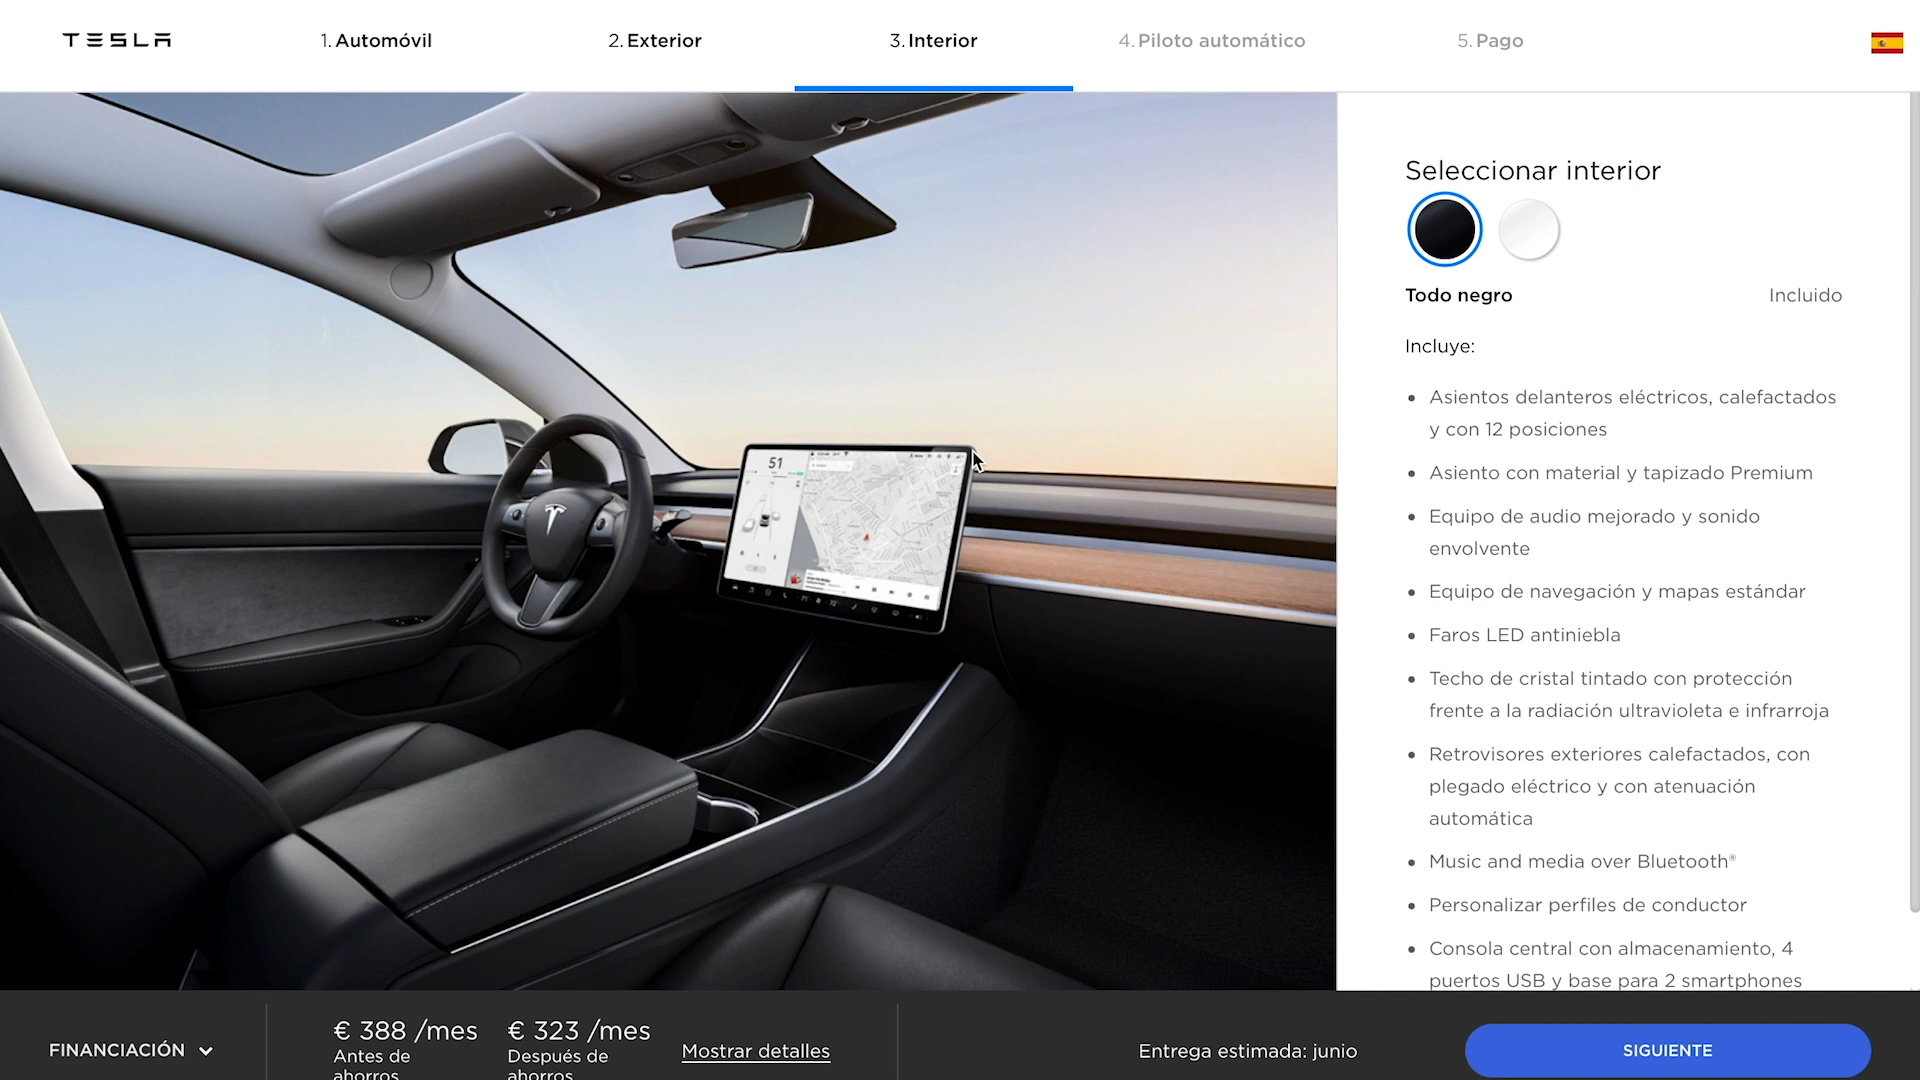 TESLA
1. Automóvil
2. Exterior
3. Interior
4. Piloto automático
5. Pago
Seleccionar interior
Todo negro
Incluido
Incluye:
Asientos delanteros eléctricos, calefactados
y con 12 posiciones
Asiento con material y tapizado Premium
Equipo de audio mejorado y sonido
envolvente
Equipo de navegación y mapas estándar
Faros LED antiniebla
Techo de cristal tintado con protección
frente a la radiación ultravioleta e infrarroja
Retrovisores exteriores calefactados, con
plegado eléctrico y con atenuación
automática
Music and media over Bluetooth®
Personalizar perfiles de conductor
Consola central con almacenamiento, 4
puertos USB y base para 2 smartphones
51
FINANCIACIÓN
€ 388 /mes
Antes de
ahorros
€ 323 /mes
Después de
ahorros
Mostrar detalles
Entrega estimada: junio
SIGUIENTE